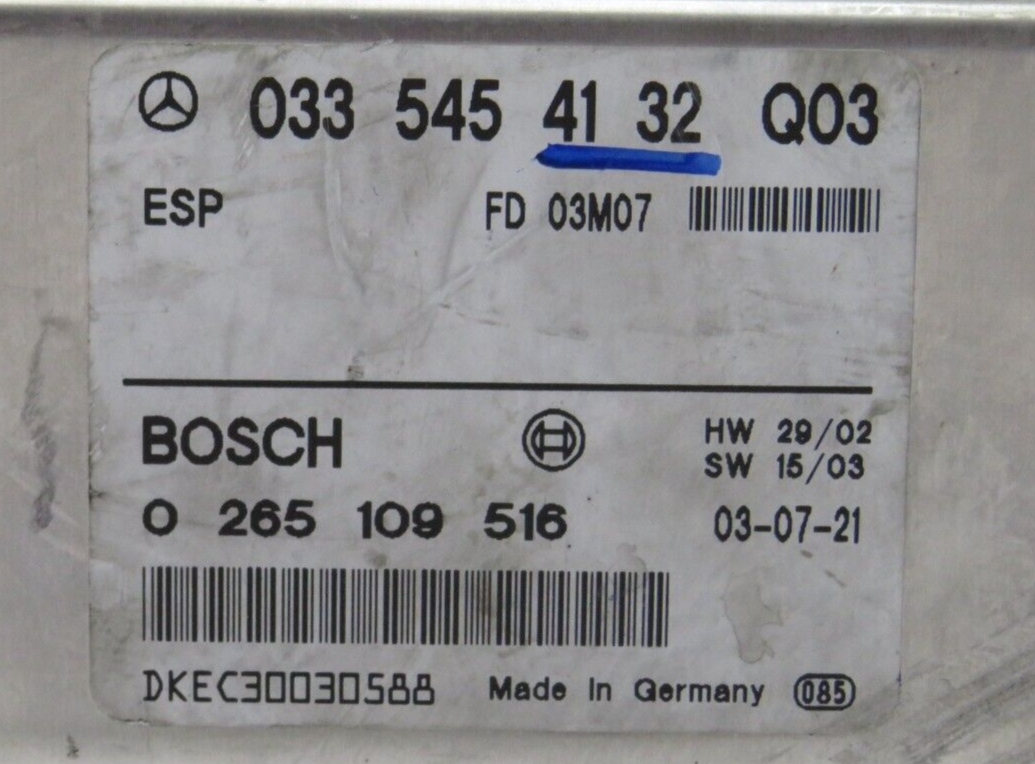 033 545 41 32 Q03
ESP FD 03M07
BOSCH HW 29/02
SW 15/03
0 265 109 516 03-07-21
DKEC30030588 Made In Germany 085